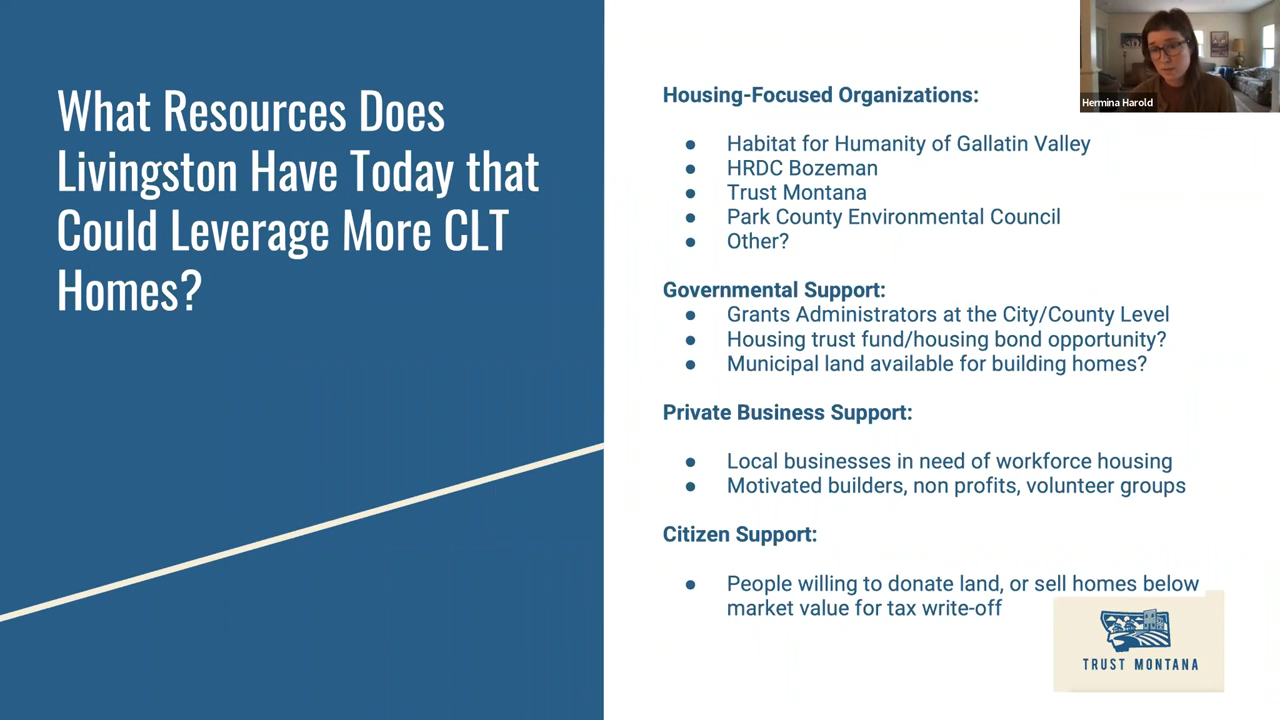 What Resources Does
Livingston Have Today that
Could Leverage More CLT
Homes?
Housing-Focused Organizations:
● Habitat for Humanity of Gallatin Valley
● HRDC Bozeman
● Trust Montana
● Park County Environmental Council
● Other?
Governmental Support:
● Grants Administrators at the City/County Level
● Housing trust fund/housing bond opportunity?
● Municipal land available for building homes?
Private Business Support:
● Local businesses in need of workforce housing
● Motivated builders, non profits, volunteer groups
Citizen Support:
● People willing to donate land, or sell homes below
market value for tax write-off
TRUST MONTANA
Hermina Harold